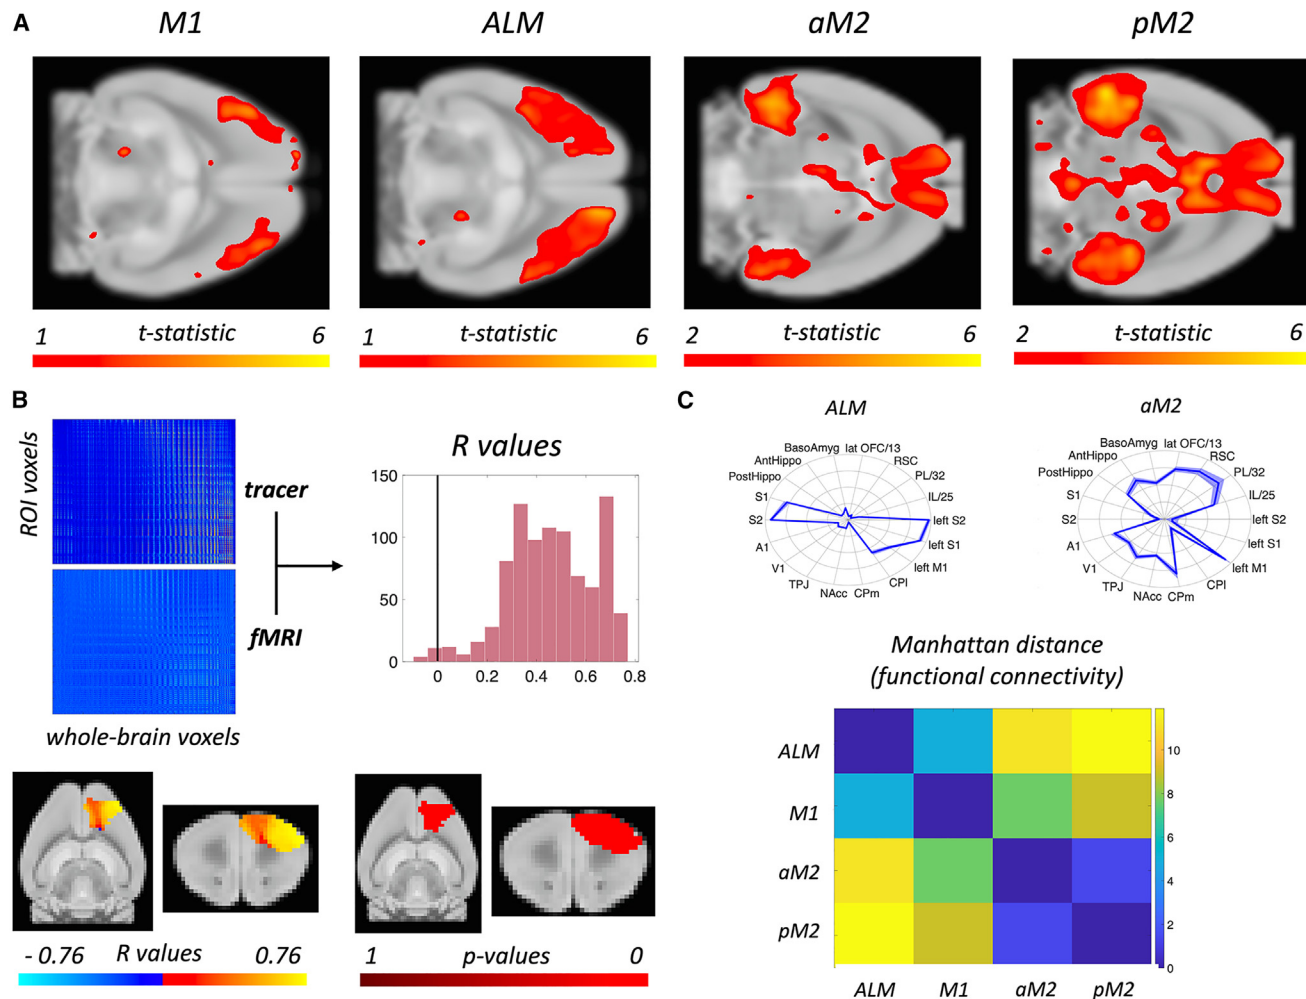 A
M1
ALM
aM2
pM2
1 t-statistic 6
1 t-statistic 6
2 t-statistic 6
2 t-statistic 6
B
ROI voxels
whole-brain voxels
tracer
fMRI
R values
150
100
50
0
0 0.2 0.4 0.6 0.8
- 0.76 R values 0.76
1 p-values 0
C
ALM
BasoAmyg lat OFC/13
AntHippo RSC
PostHippo PL/32
S1 IL/25
S2 left S2
A1 left S1
V1 left M1
TPJ CPl
NAcc CPm
aM2
BasoAmyg lat OFC/13
AntHippo RSC
PostHippo PL/32
S1 IL/25
S2 left S2
A1 left S1
V1 left M1
TPJ CPl
NAcc CPm
Manhattan distance
(functional connectivity)
ALM
M1
aM2
pM2
ALM M1 aM2 pM2
10
8
6
4
2
0